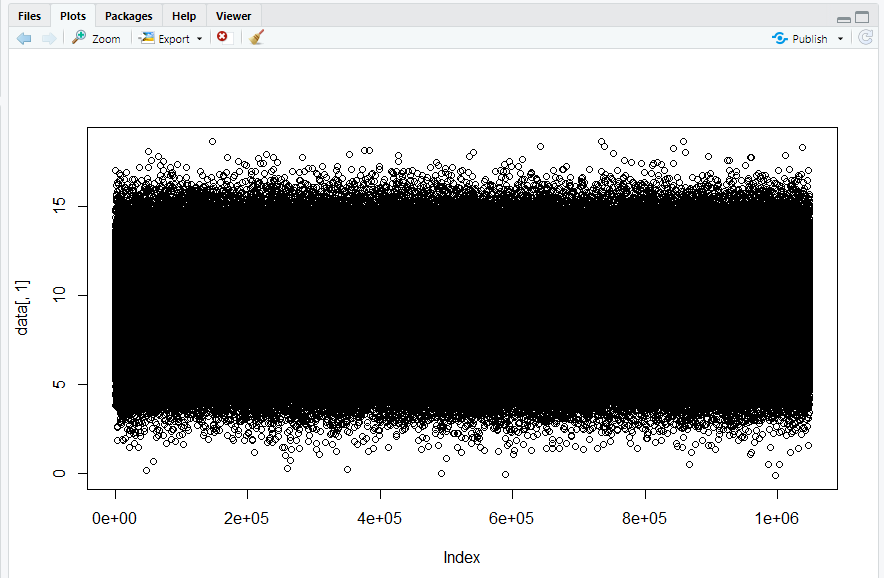 Files Plots Packages Help Viewer
Zoom Export Publish
data[, 1]
15
10
5
0
0e+00 2e+05 4e+05 6e+05 8e+05 1e+06
Index